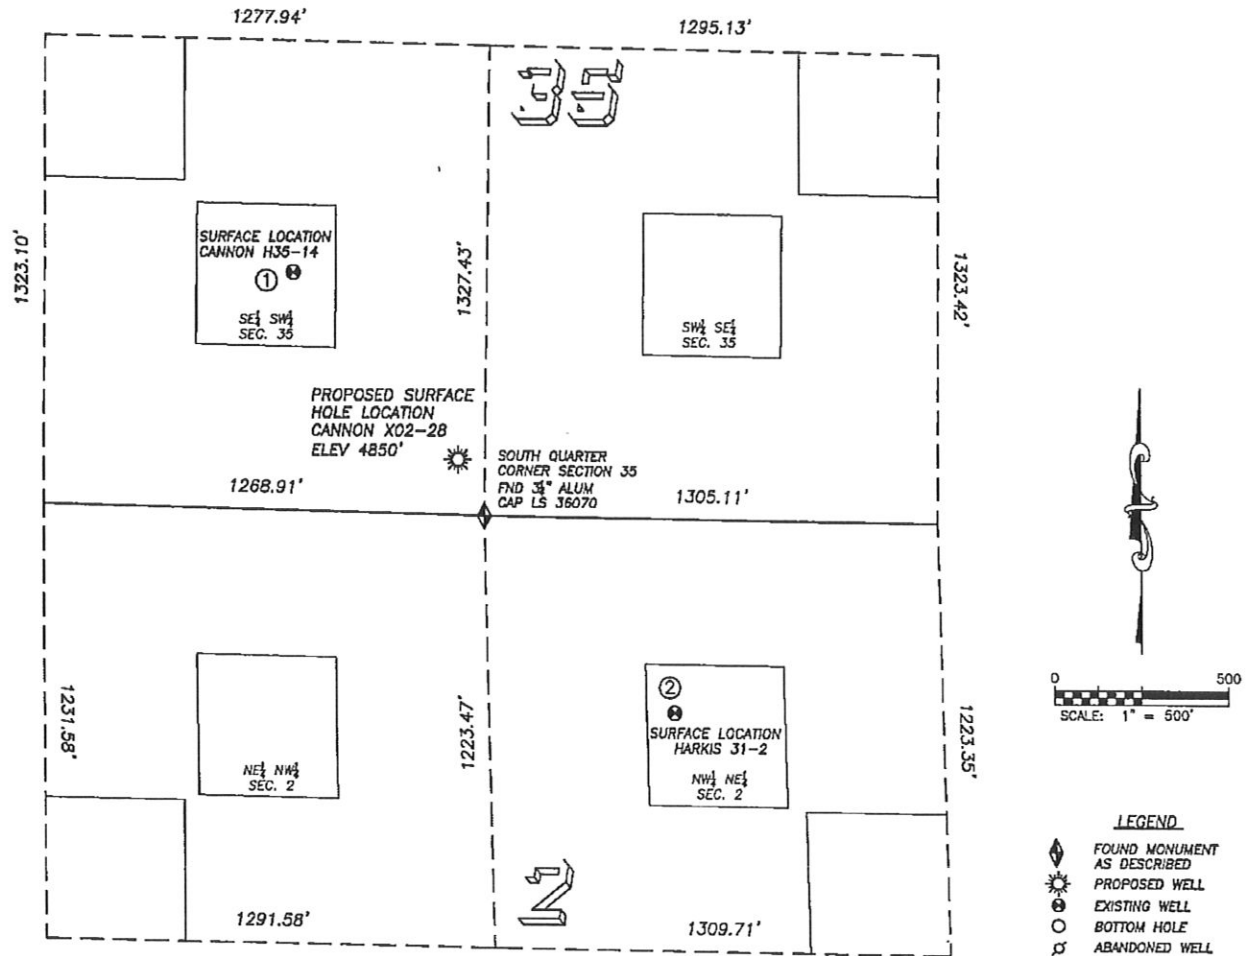 1277.94'
1295.13'
35
SURFACE LOCATION
CANNON H35-14
1
SE¼ SW¼
SEC. 35
1323.10'
1327.43'
SW¼ SE¼
SEC. 35
1323.42'
PROPOSED SURFACE
HOLE LOCATION
CANNON X02-28
ELEV 4850'
SOUTH QUARTER
CORNER SECTION 35
FND 3¼" ALUM
CAP LS 36070
1268.91'
1305.11'
0
500
SCALE: 1" = 500'
1231.58'
1223.47'
2
SURFACE LOCATION
HARKIS 31-2
NW¼ NE¼
SEC. 2
1223.35'
NE¼ NW¼
SEC. 2
2
1291.58'
1309.71'
LEGEND
FOUND MONUMENT
AS DESCRIBED
PROPOSED WELL
EXISTING WELL
BOTTOM HOLE
ABANDONED WELL